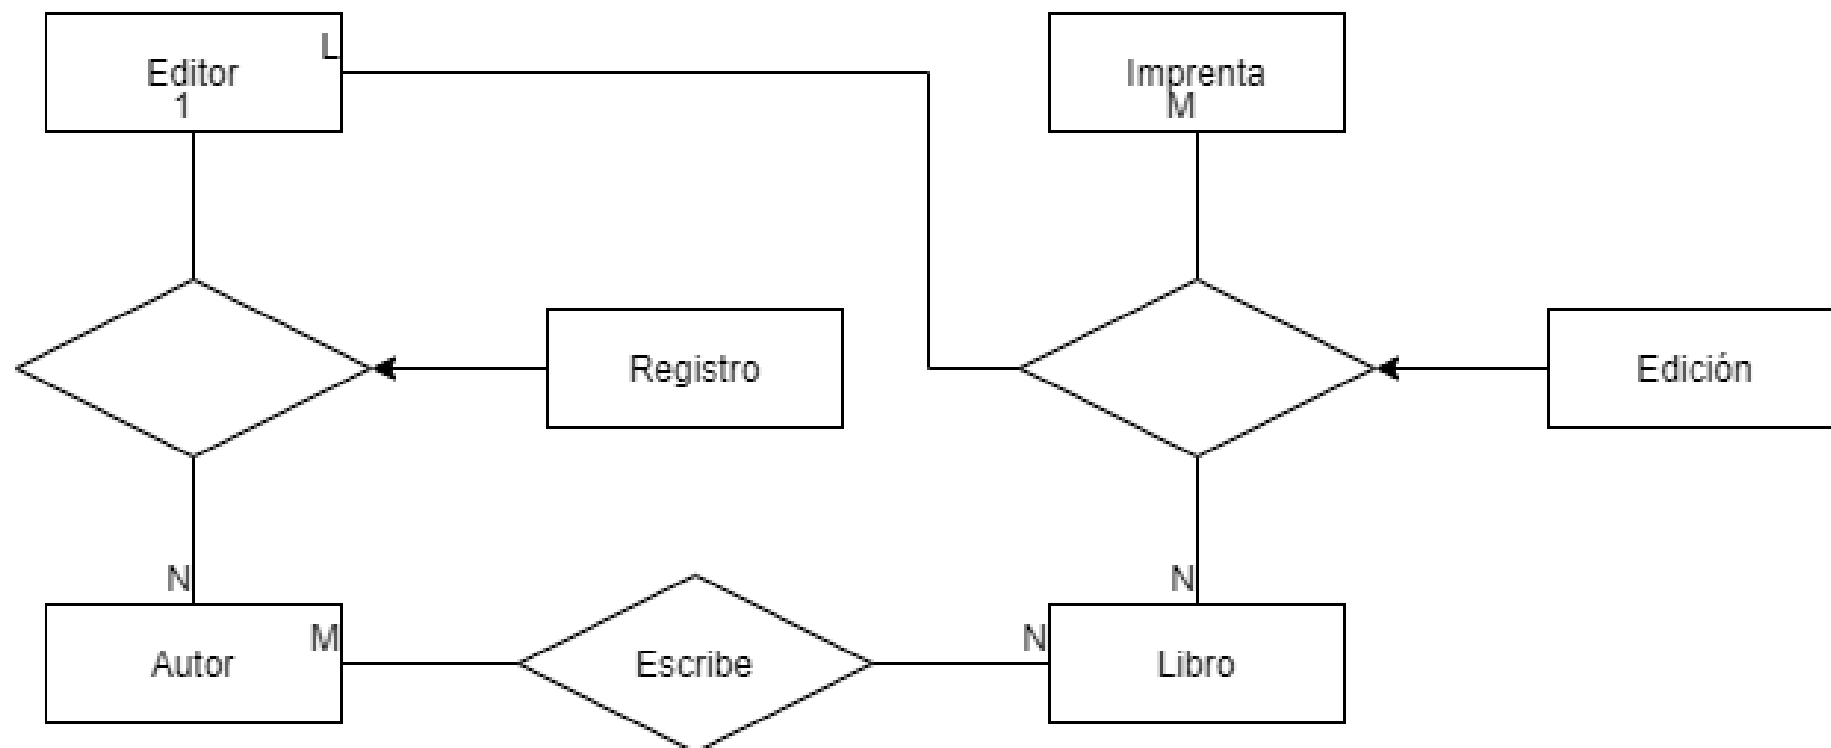 L
Editor
1
Imprenta
M
Registro
Edición
N
N
Autor
M
Escribe
N
Libro